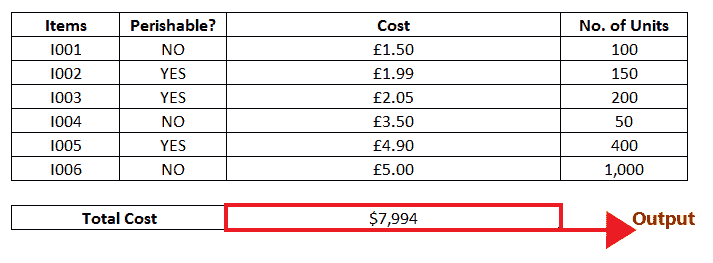 Items Perishable? Cost No. of Units
I001 NO £1.50 100
I002 YES £1.99 150
I003 YES £2.05 200
I004 NO £3.50 50
I005 YES £4.90 400
I006 NO £5.00 1,000
Total Cost $7,994 Output